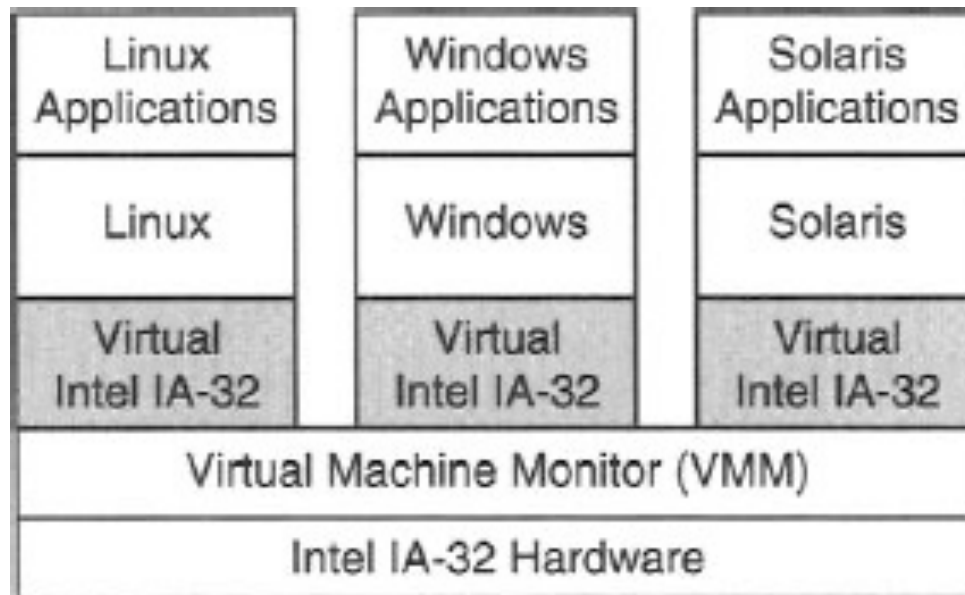 Linux
Applications
Windows
Applications
Solaris
Applications
Linux
Windows
Solaris
Virtual
Intel IA-32
Virtual
Intel IA-32
Virtual
Intel IA-32
Virtual Machine Monitor (VMM)
Intel IA-32 Hardware